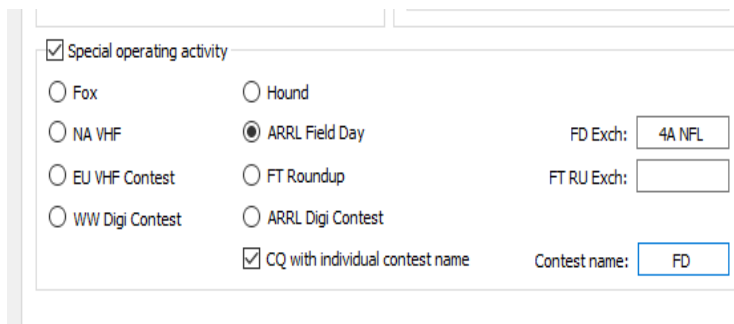 Special operating activity
Fox Hound
NA VHF ARRL Field Day FD Exch: 4A NFL
EU VHF Contest FT Roundup FT RU Exch:
WW Digi Contest ARRL Digi Contest
CQ with individual contest name Contest name: FD